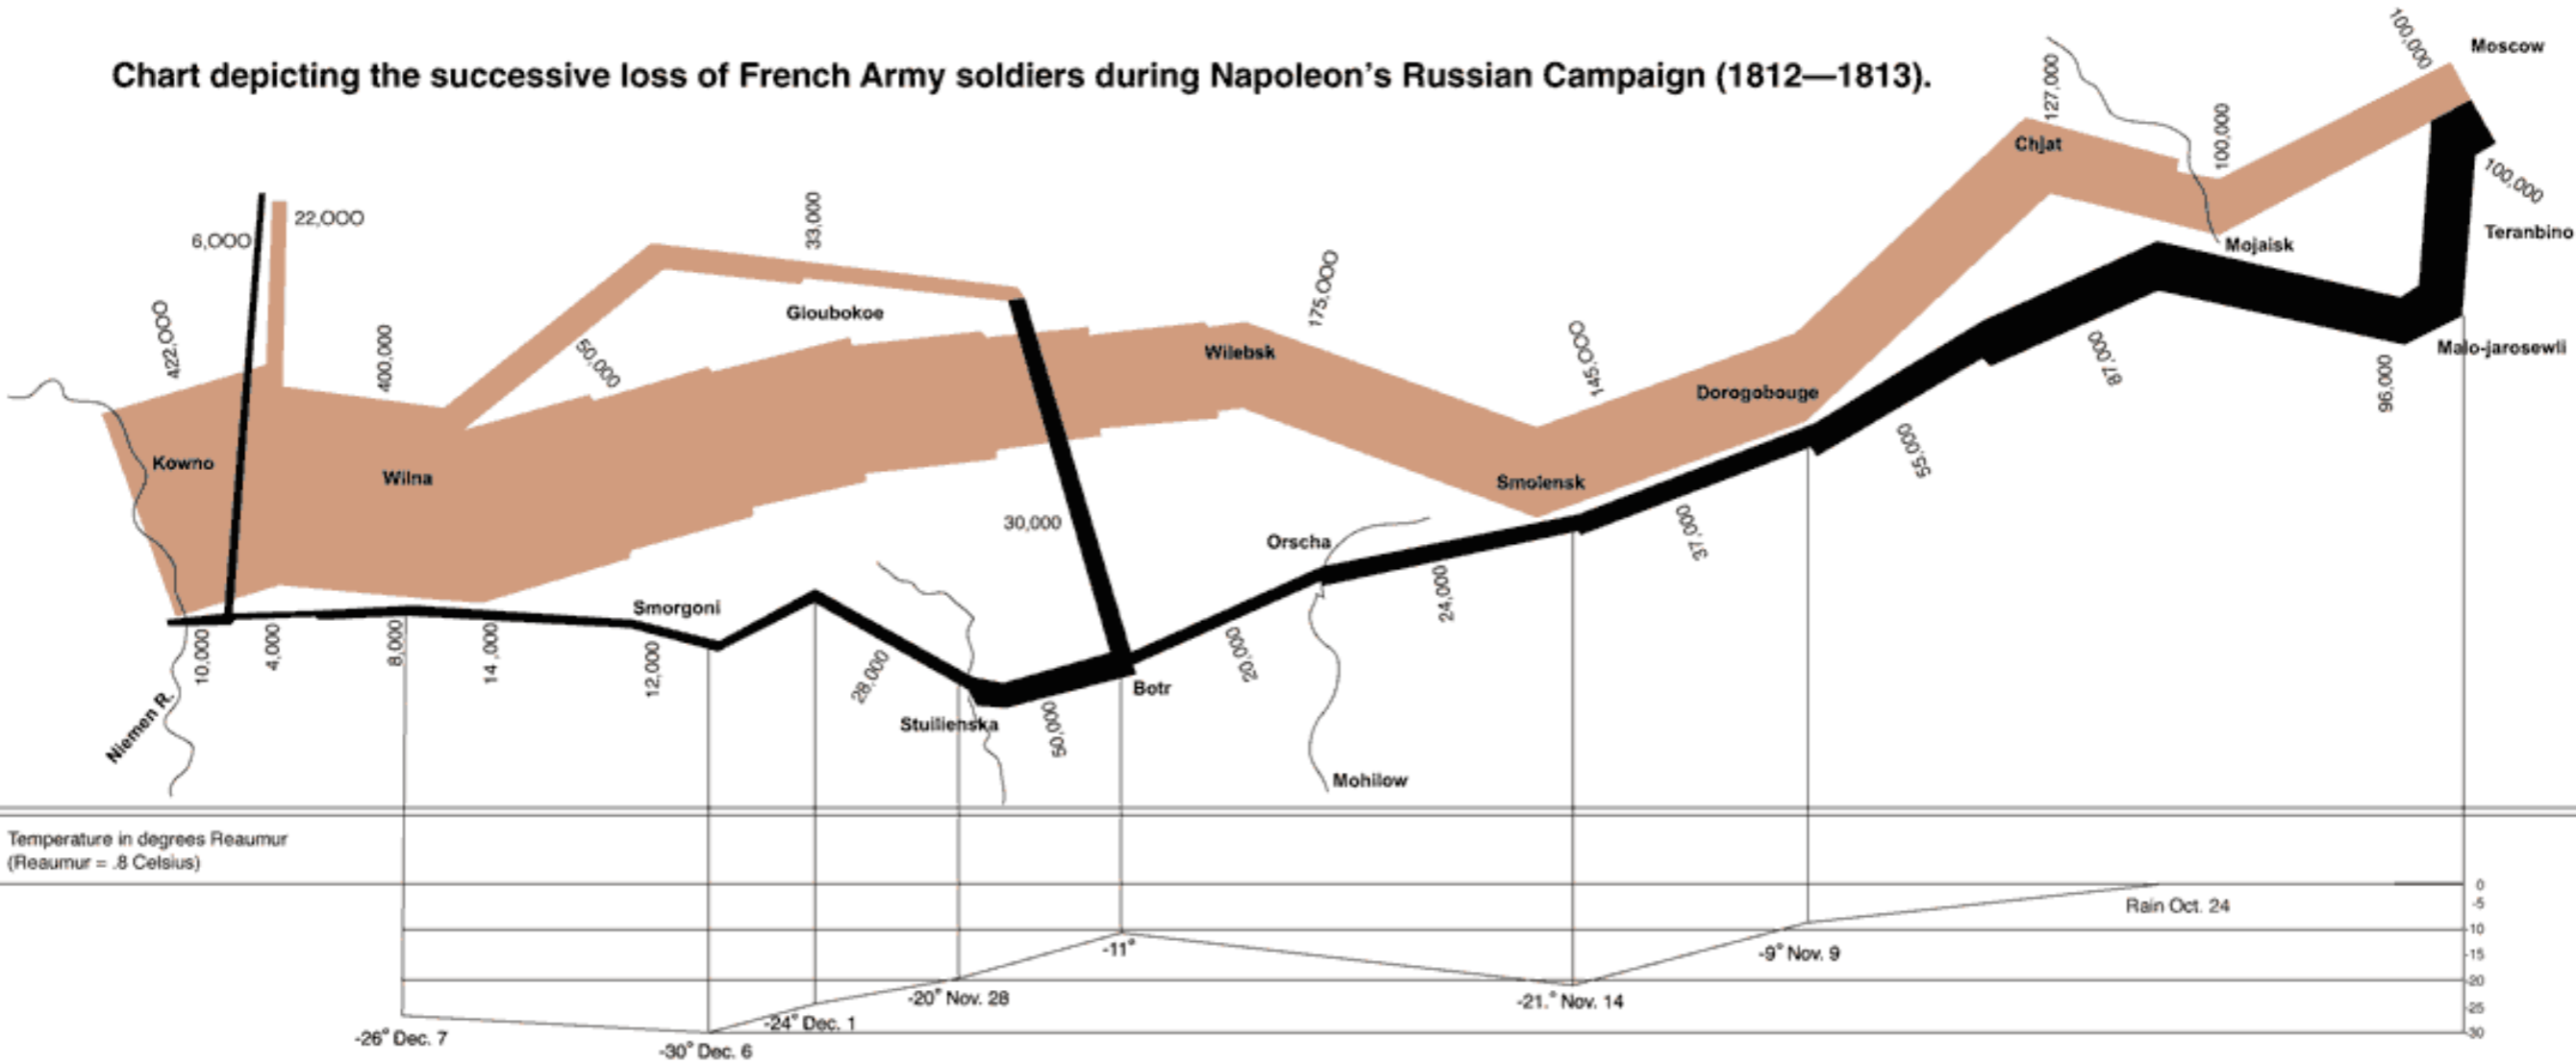 Chart depicting the successive loss of French Army soldiers during Napoleon's Russian Campaign (1812—1813).
100,000
Moscow
127,000
100,000
100,000
Chjat
Teranbino
Mojaisk
6,000
22,000
33,000
422,000
400,000
50,000
Gloubokoe
175,000
Wilebsk
145,000
Dorogobouge
87,000
Malo-jarosewli
96,000
55,000
Kowno
Wilna
Smolensk
30,000
Orscha
37,000
24,000
Smorgoni
10,000
4,000
8,000
14,000
12,000
28,000
20,000
Botr
Niemen R.
Stuilienska
50,000
Mohilow
Temperature in degrees Reaumur
(Reaumur = .8 Celsius)
0
-5
-10
-15
-20
-25
-30
Rain Oct. 24
-9° Nov. 9
-21.° Nov. 14
-11°
-20° Nov. 28
-24° Dec. 1
-30° Dec. 6
-26° Dec. 7